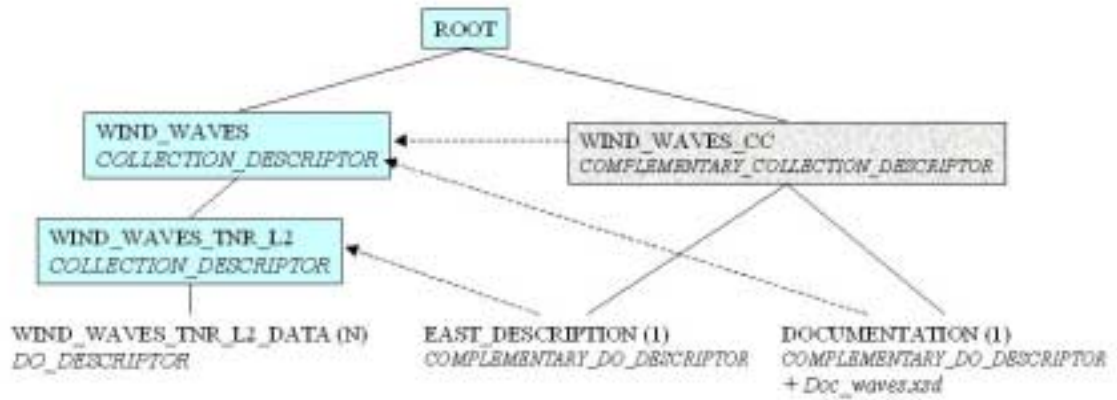 ROOT
WIND_WAVES
COLLECTION_DESCRIPTOR
WIND_WAVES_CC
COMPLEMENTARY_COLLECTION_DESCRIPTOR
WIND_WAVES_TNR_L2
COLLECTION_DESCRIPTOR
WIND_WAVES_TNR_L2_DATA (N)
DO_DESCRIPTOR
EAST_DESCRIPTION (1)
COMPLEMENTARY_DO_DESCRIPTOR
DOCUMENTATION (1)
COMPLEMENTARY_DO_DESCRIPTOR
+ Doc_waves.xsd